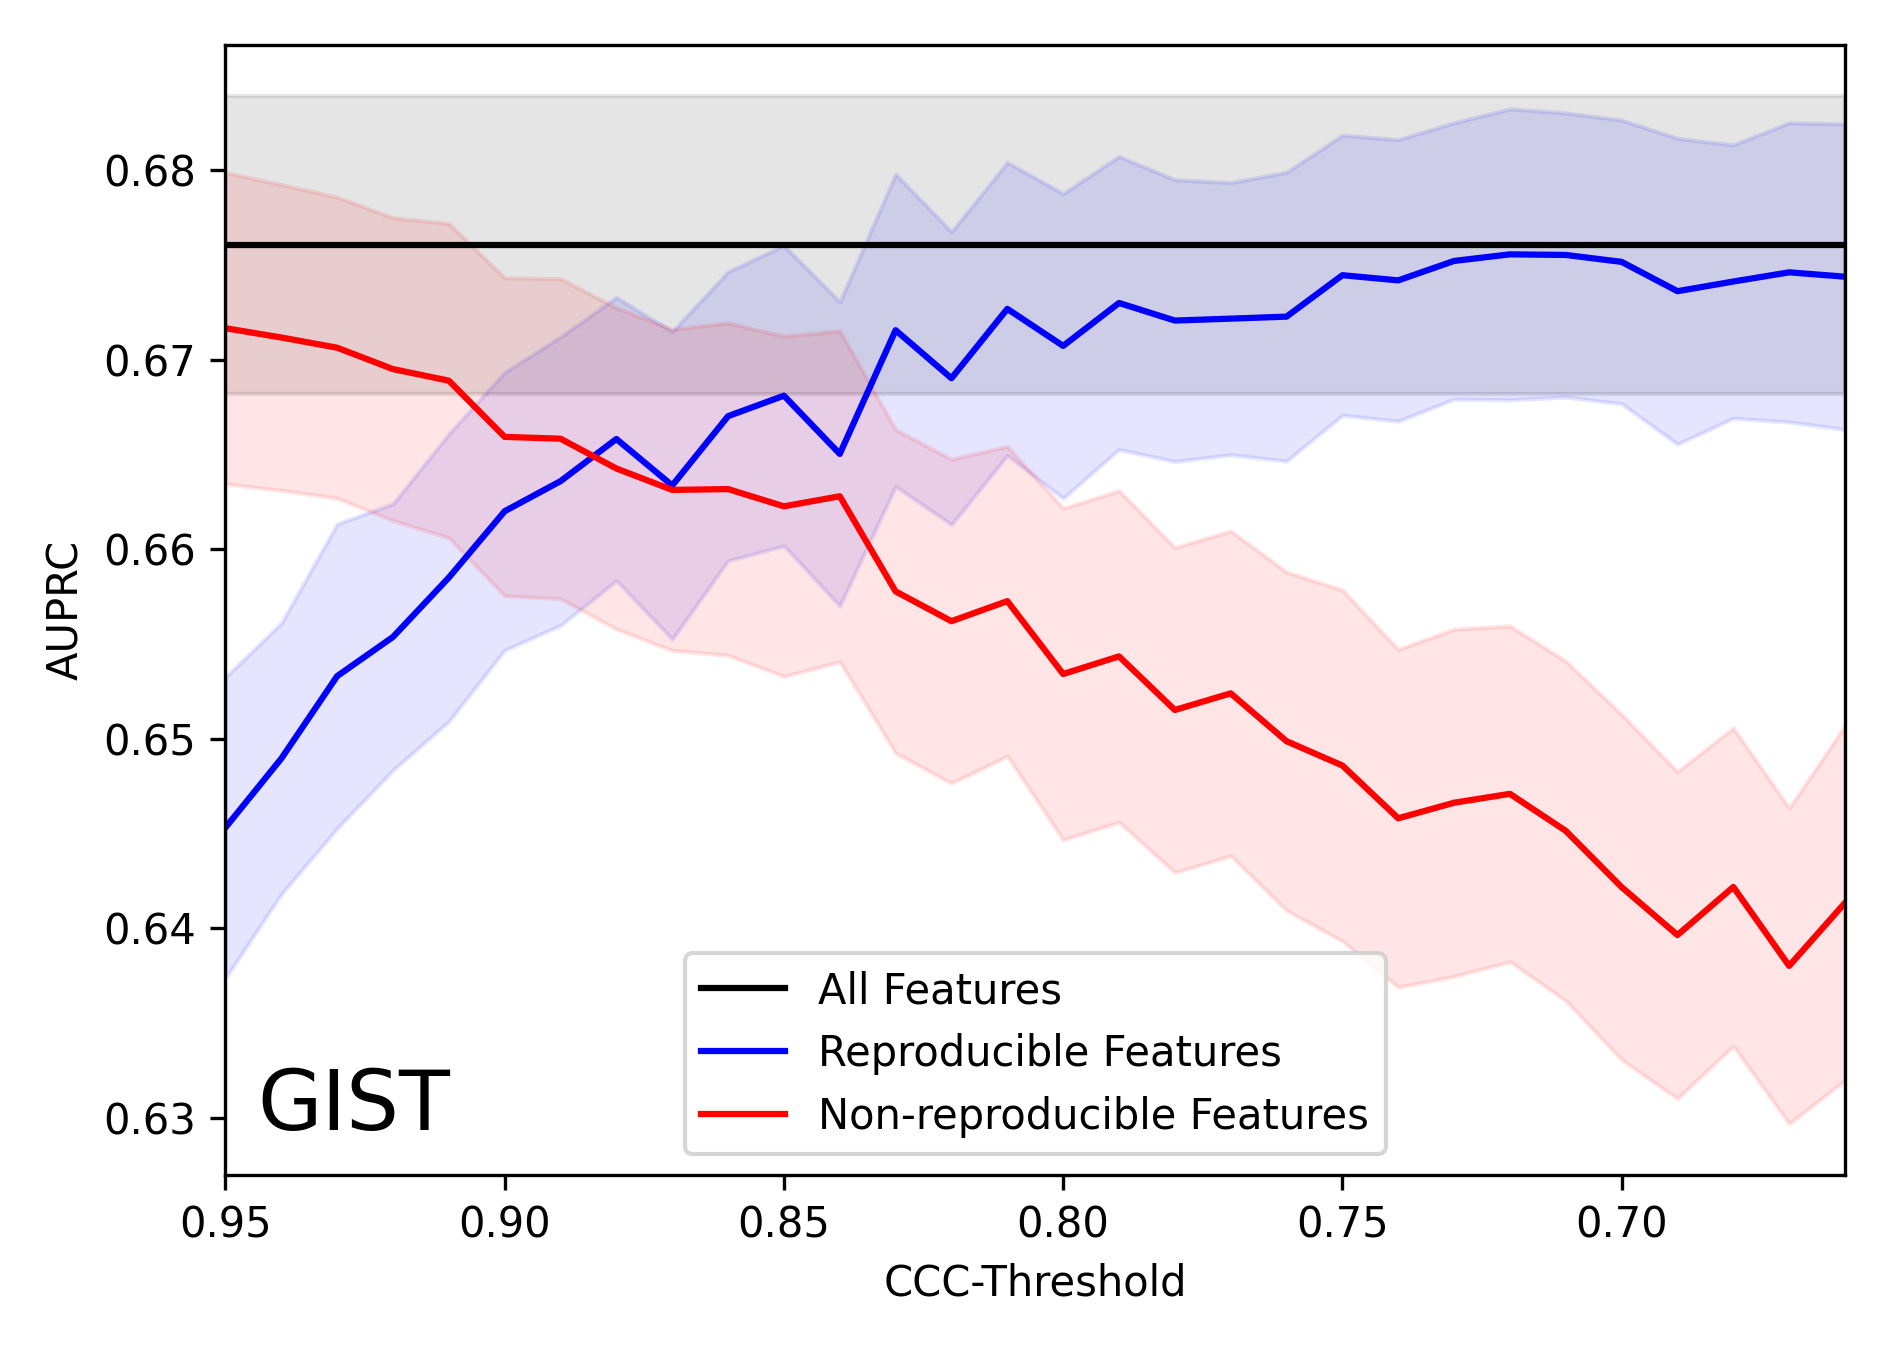 0.68
0.67
0.66
0.65
0.64
0.63
AUPRC
GIST
All Features
Reproducible Features
Non-reproducible Features
0.95 0.90 0.85 0.80 0.75 0.70
CCC-Threshold